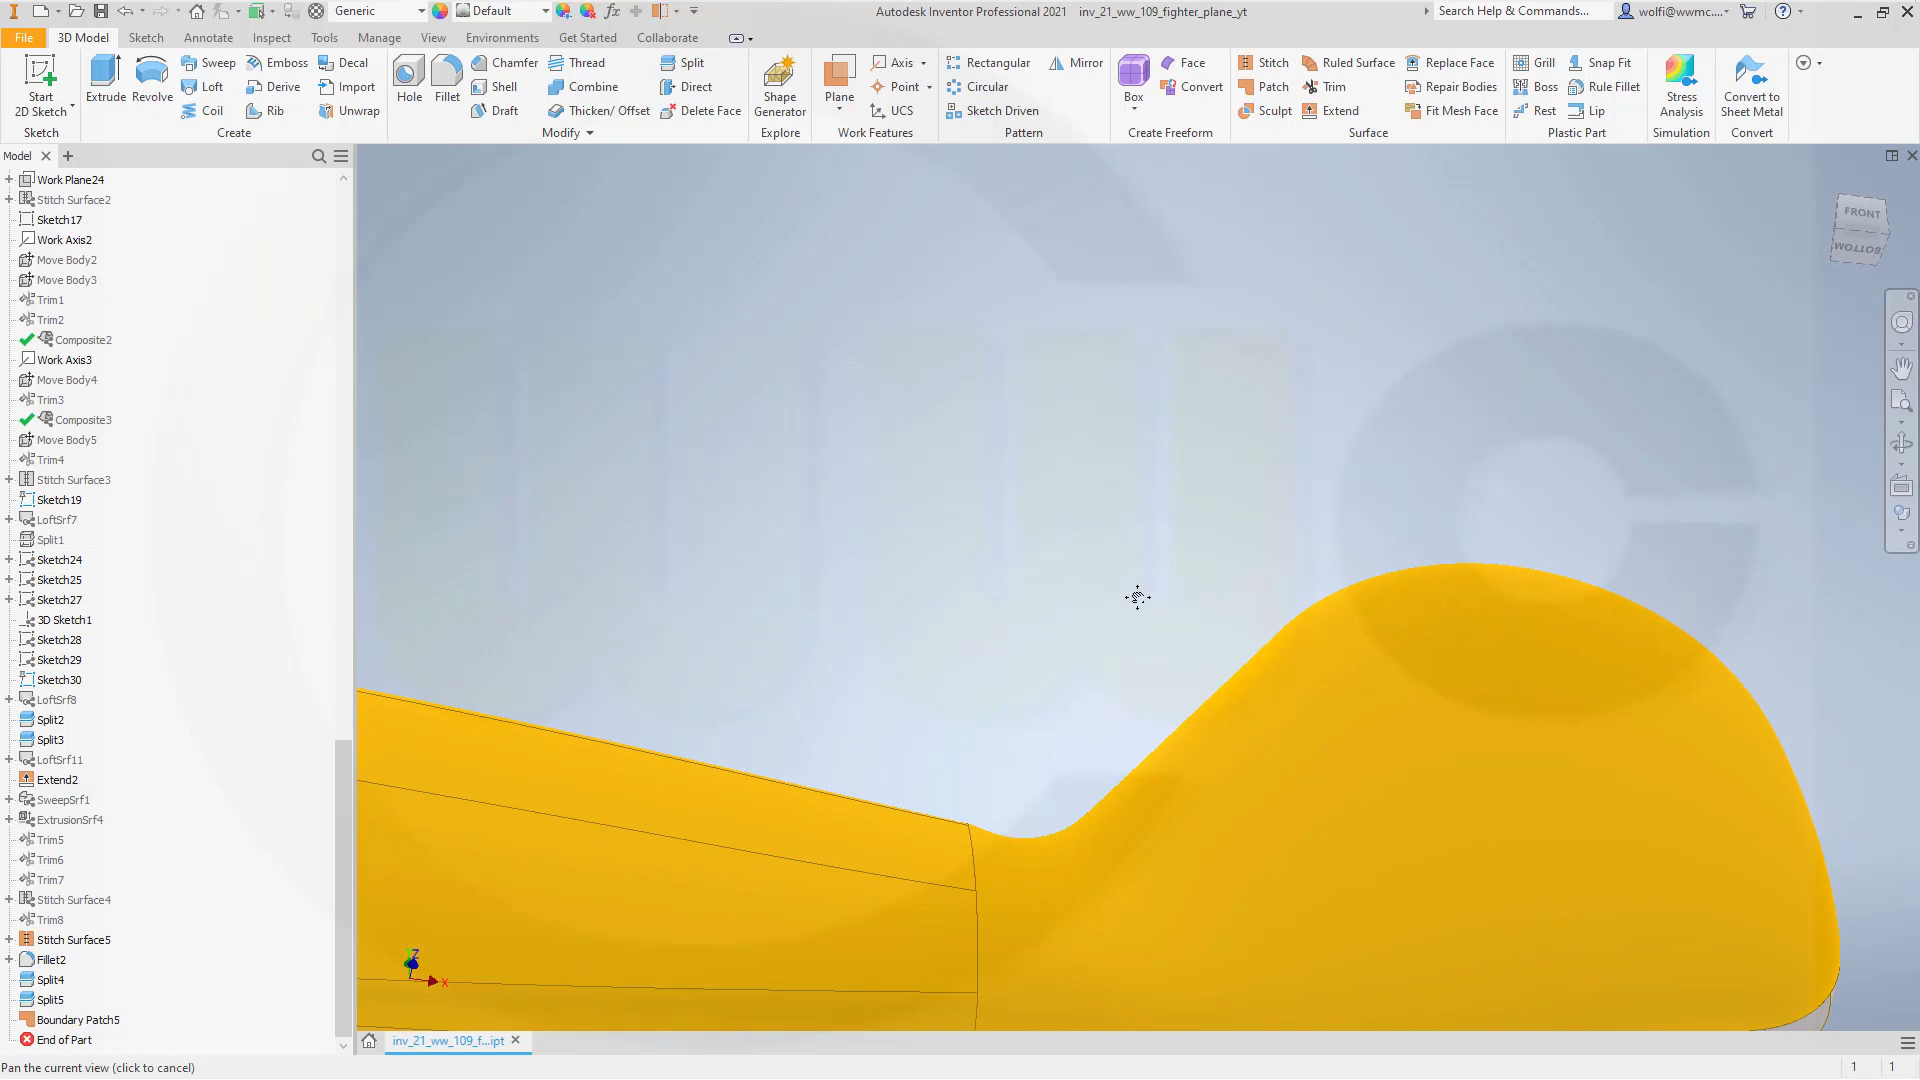 Generic
Default
fx
Autodesk Inventor Professional 2021 inv_21_ww_109_fighter_plane_yt
Search Help & Commands...
wolfi@wwmc....
File 3D Model Sketch Annotate Inspect Tools Manage View Environments Get Started Collaborate
Start
2D Sketch
Sketch
Extrude Revolve
Sweep Emboss Decal
Loft Derive Import
Coil Rib Unwrap
Create
Hole Fillet
Chamfer Thread Split
Shell Combine Direct
Draft Thicken/ Offset Delete Face
Modify
Shape
Generator
Explore
Plane
Axis
Point
UCS
Work Features
Rectangular Mirror
Circular
Sketch Driven
Pattern
Box
Face
Convert
Create Freeform
Stitch Ruled Surface Replace Face
Patch Trim Repair Bodies
Sculpt Extend Fit Mesh Face
Surface
Grill Snap Fit
Boss Rule Fillet
Rest Lip
Plastic Part
Stress
Analysis
Simulation
Convert to
Sheet Metal
Convert
Model
Work Plane24
Stitch Surface2
Sketch17
Work Axis2
Move Body2
Move Body3
Trim1
Trim2
Composite2
Work Axis3
Move Body4
Trim3
Composite3
Move Body5
Trim4
Stitch Surface3
Sketch19
LoftSrf7
Split1
Sketch24
Sketch25
Sketch27
3D Sketch1
Sketch28
Sketch29
Sketch30
LoftSrf8
Split2
Split3
LoftSrf11
Extend2
SweepSrf1
ExtrusionSrf4
Trim5
Trim6
Trim7
Stitch Surface4
Trim8
Stitch Surface5
Fillet2
Split4
Split5
Boundary Patch5
End of Part
FRONT
BOTTOM
Z
X
inv_21_ww_109_f...ipt
Pan the current view (click to cancel)
1 1